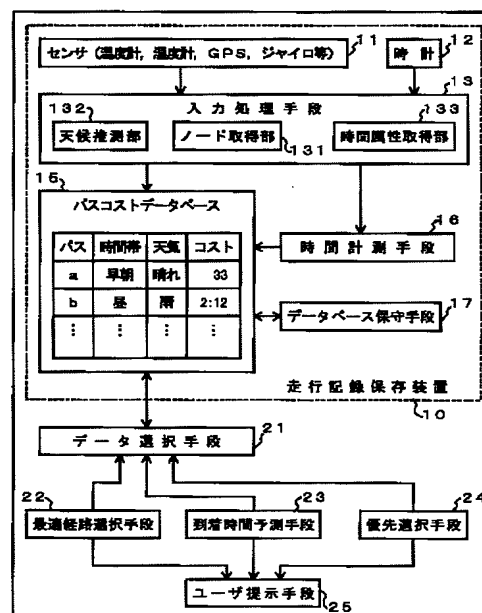 11
12
センサ（温度計，湿度計，GPS，ジャイロ等）
時計
13
入力処理手段
132
133
天候推測部
ノード取得部
131
時間属性取得部
15
パスコストデータベース
パス 時間帯 天気 コスト
a 早朝 晴れ 33
b 昼 雨 2:12
⋮ ⋮ ⋮ ⋮
16
時間計測手段
17
データベース保守手段
走行記録保存装置
10
21
データ選択手段
22
23
24
最適経路選択手段
到着時間予測手段
優先選択手段
ユーザ提示手段
25